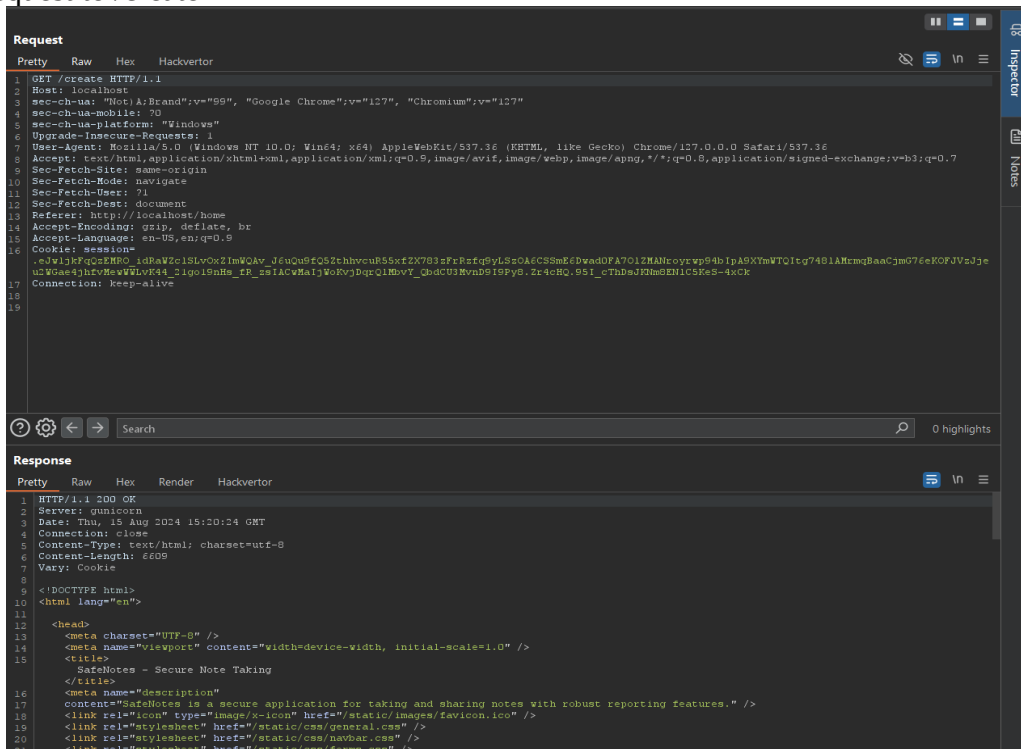 Request
Pretty Raw Hex Hackvertor \n
1 GET /create HTTP/1.1
2 Host: localhost
3 sec-ch-ua: "Not)A;Brand";v="99", "Google Chrome";v="127", "Chromium";v="127"
4 sec-ch-ua-mobile: ?0
5 sec-ch-ua-platform: "Windows"
6 Upgrade-Insecure-Requests: 1
7 User-Agent: Mozilla/5.0 (Windows NT 10.0; Win64; x64) AppleWebKit/537.36 (KHTML, like Gecko) Chrome/127.0.0.0 Safari/537.36
8 Accept: text/html,application/xhtml+xml,application/xml;q=0.9,image/avif,image/webp,image/apng,*/*;q=0.8,application/signed-exchange;v=b3;q=0.7
9 Sec-Fetch-Site: same-origin
10 Sec-Fetch-Mode: navigate
11 Sec-Fetch-User: ?1
12 Sec-Fetch-Dest: document
13 Referer: http://localhost/home
14 Accept-Encoding: gzip, deflate, br
15 Accept-Language: en-US,en;q=0.9
16 Cookie: session=
17 Connection: keep-alive
18
19
Inspector
Notes
Search 0 highlights
Response
Pretty Raw Hex Render Hackvertor \n
1 HTTP/1.1 200 OK
2 Server: gunicorn
3 Date: Thu, 15 Aug 2024 15:20:24 GMT
4 Connection: close
5 Content-Type: text/html; charset=utf-8
6 Content-Length: 6609
7 Vary: Cookie
8
9 <!DOCTYPE html>
10 <html lang="en">
11
12 <head>
13 <meta charset="UTF-8" />
14 <meta name="viewport" content="width=device-width, initial-scale=1.0" />
15 <title>
SafeNotes - Secure Note Taking
</title>
16 <meta name="description"
17 content="SafeNotes is a secure application for taking and sharing notes with robust reporting features." />
18 <link rel="icon" type="image/x-icon" href="/static/images/favicon.ico" />
19 <link rel="stylesheet" href="/static/css/general.css" />
20 <link rel="stylesheet" href="/static/css/navbar.css" />